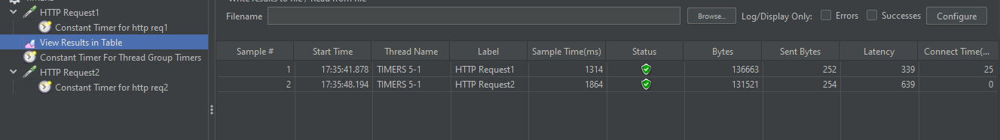 HTTP Request1
Constant Timer for http req1
View Results in Table
Constant Timer For Thread Group Timers
HTTP Request2
Constant Timer for http req2
Filename Browse... Log/Display Only: Errors Successes Configure
Sample # Start Time Thread Name Label Sample Time(ms) Status Bytes Sent Bytes Latency Connect Time(...
1 17:35:41.878 TIMERS 5-1 HTTP Request1 1314 136663 252 339 25
2 17:35:48.194 TIMERS 5-1 HTTP Request2 1864 131521 254 639 0